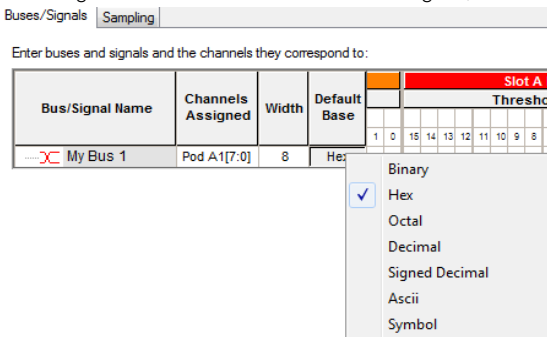 Buses/Signals Sampling
Enter buses and signals and the channels they correspond to:
Slot A
Bus/Signal Name Channels Assigned Width Default Base Thresho
1 0 15 14 13 12 11 10 9 8
My Bus 1 Pod A1[7:0] 8 Hex
Binary
Hex
Octal
Decimal
Signed Decimal
Ascii
Symbol